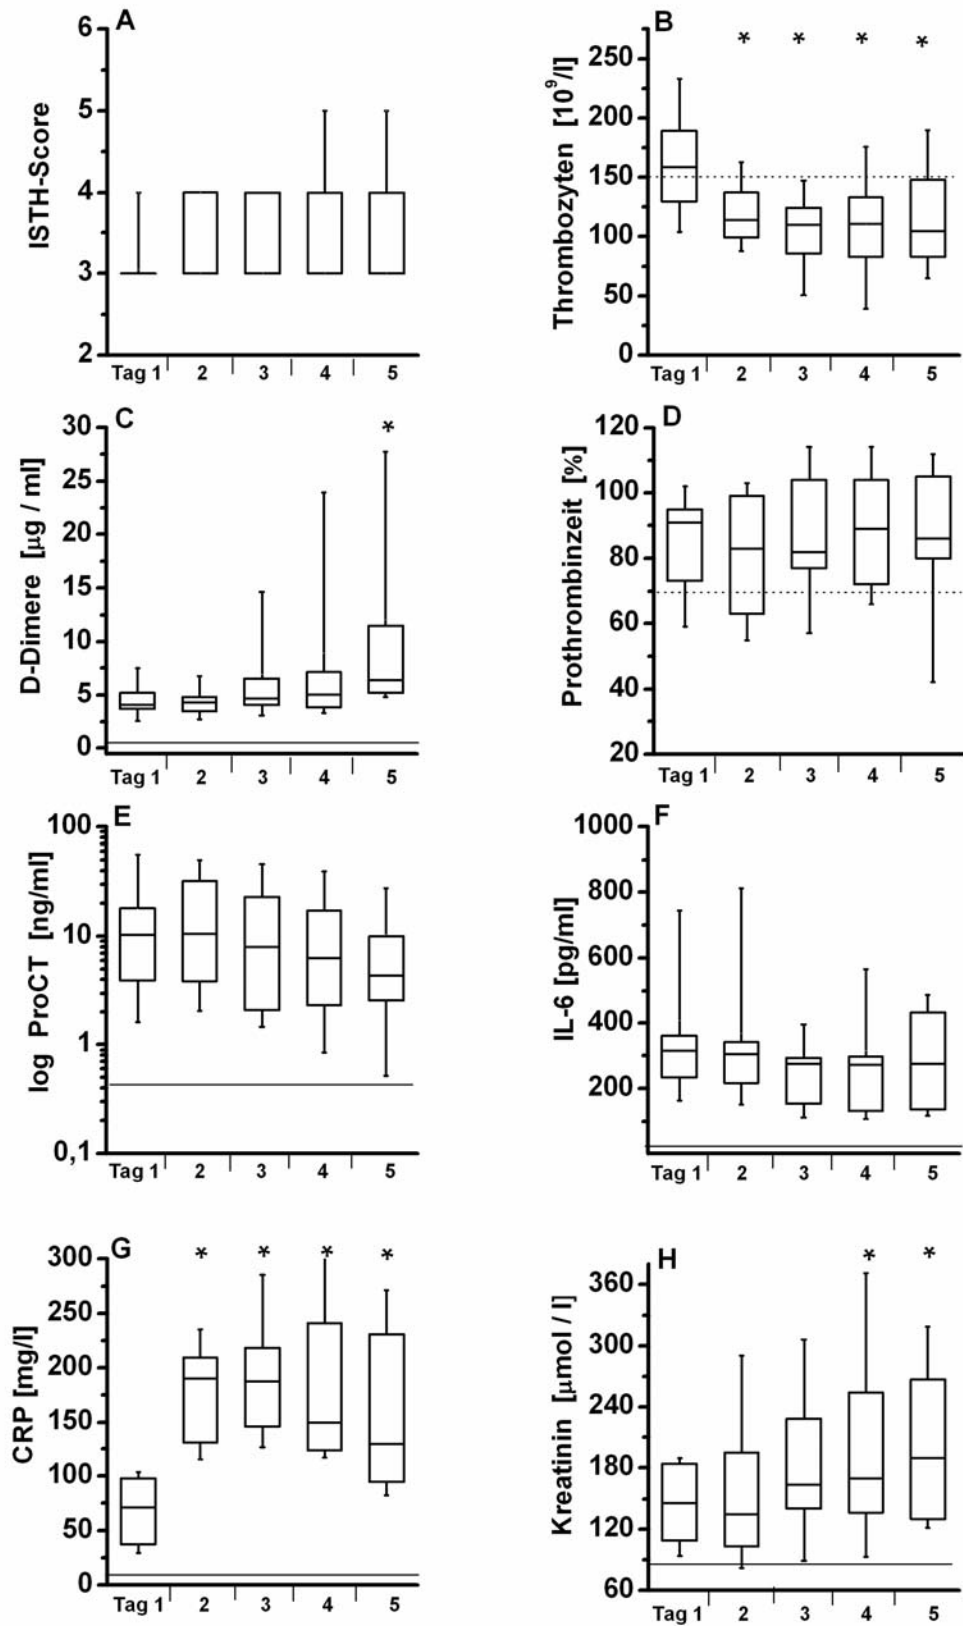 A
ISTH-Score
6
5
4
3
2
Tag 1 2 3 4 5
B
* * * *
Thrombozyten [10⁹/l]
250
200
150
100
50
0
Tag 1 2 3 4 5
C
*
D-Dimere [µg / ml]
30
25
20
15
10
5
0
Tag 1 2 3 4 5
D
Prothrombinzeit [%]
120
100
80
60
40
20
Tag 1 2 3 4 5
E
log ProCT [ng/ml]
100
10
1
0,1
Tag 1 2 3 4 5
F
IL-6 [pg/ml]
1000
800
600
400
200
Tag 1 2 3 4 5
G
* * * *
CRP [mg/l]
300
250
200
150
100
50
0
Tag 1 2 3 4 5
H
* *
Kreatinin [µmol / l]
360
300
240
180
120
60
Tag 1 2 3 4 5